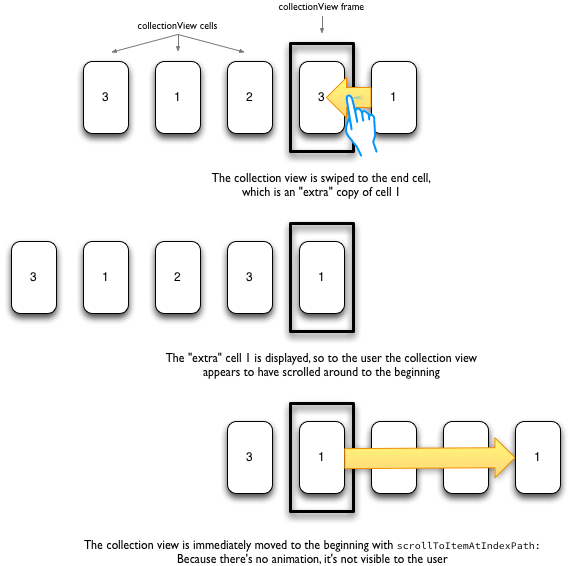 collectionView frame
collectionView cells
3 1 2 3 1
The collection view is swiped to the end cell,
which is an "extra" copy of cell 1
3 1 2 3 1
The "extra" cell 1 is displayed, so to the user the collection view
appears to have scrolled around to the beginning
3 1 1
The collection view is immediately moved to the beginning with scrollToItemAtIndexPath:
Because there's no animation, it's not visible to the user